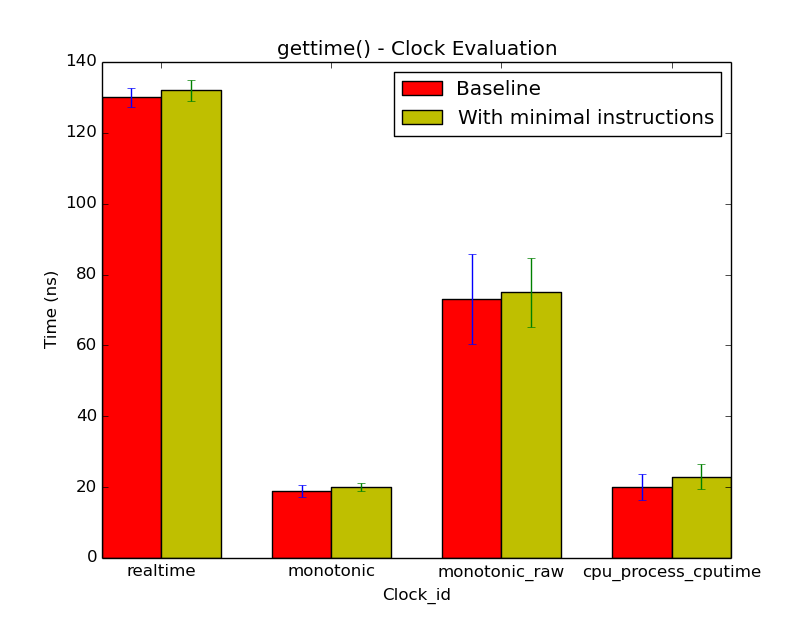 gettime() - Clock Evaluation
Baseline
With minimal instructions
Time (ns)
140
120
100
80
60
40
20
0
realtime
monotonic
monotonic_raw
cpu_process_cputime
Clock_id